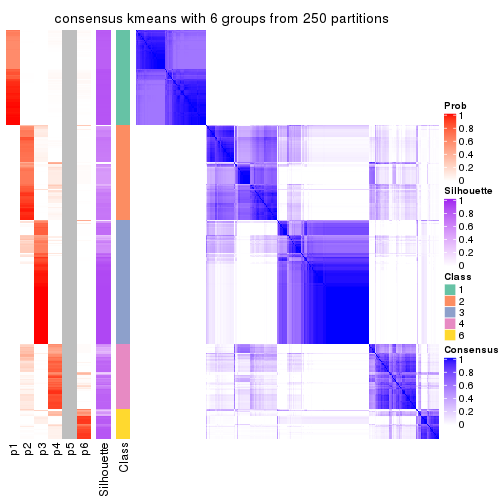 consensus kmeans with 6 groups from 250 partitions
Prob
1
0.8
0.6
0.4
0.2
0
Silhouette
1
0.8
0.6
0.4
0.2
0
Class
1
2
3
4
6
Consensus
1
0.8
0.6
0.4
0.2
0
p1
p2
p3
p4
p5
p6
Silhouette
Class